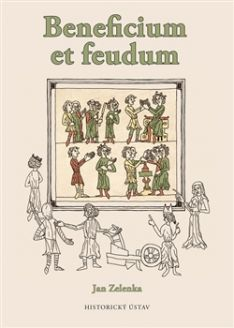 Beneficium
et feudum
Jan Zelenka
HISTORICKÝ ÚSTAV